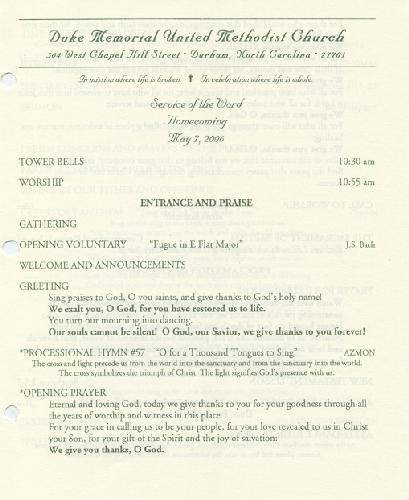 Duke Memorial United Methodist Church
504 West Chapel Hill Street · Durham, North Carolina · 27701
To minister where life is broken ✝ To celebrate where life is whole.
Service of the Word
Homecoming
May 7, 2006
TOWER BELLS 10:30 am
WORSHIP 10:55 am
ENTRANCE AND PRAISE
GATHERING
OPENING VOLUNTARY "Fugue in E Flat Major" J.S. Bach
WELCOME AND ANNOUNCEMENTS
GREETING
Sing praises to God, O you saints, and give thanks to God's holy name!
We exalt you, O God, for you have restored us to life.
You turn our mourning into dancing.
Our souls cannot be silent! O God, our Savior, we give thanks to you forever!
*PROCESSIONAL HYMN #57 "O for a Thousand Tongues to Sing" AZMON
The cross and light precede us from the world into the sanctuary and from the sanctuary into the world.
The cross symbolizes the triumph of Christ. The light signifies God's presence with us.
*OPENING PRAYER
Eternal and loving God, today we give thanks to you for your goodness through all
the years of worship and witness in this place.
For your grace in calling us to be your people, for your love revealed to us in Christ
your Son, for your gift of the Spirit and the joy of salvation:
We give you thanks, O God.